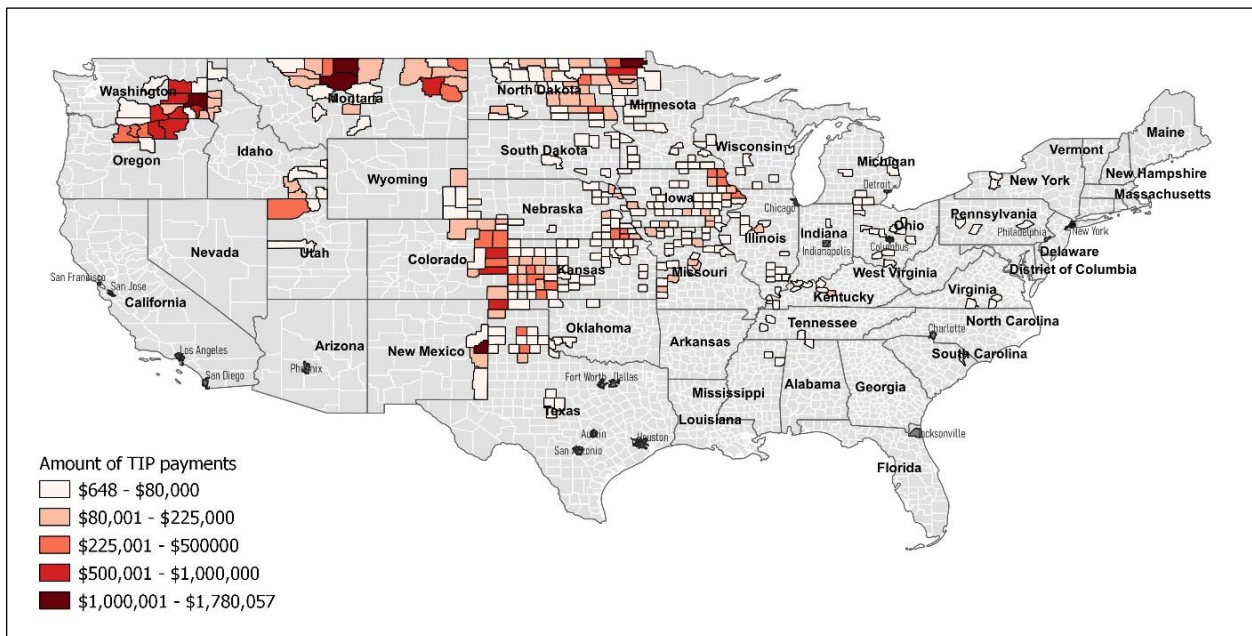 Washington
Montana
North Dakota
Minnesota
Maine
Oregon
Idaho
South Dakota
Wisconsin
Michigan
Vermont
New Hampshire
Massachusetts
New York
Wyoming
Detroit
Chicago
Iowa
Nebraska
Pennsylvania
Philadelphia
New York
Nevada
Utah
Colorado
Illinois
Indiana
Indianapolis
Ohio
Columbus
Delaware
District of Columbia
San Francisco
San Jose
California
Kansas
Missouri
West Virginia
Virginia
Kentucky
North Carolina
Tennessee
Charlotte
Oklahoma
Arkansas
South Carolina
Arizona
New Mexico
Los Angeles
Phoenix
San Diego
Fort Worth
Dallas
Mississippi
Alabama
Georgia
Texas
Louisiana
Austin
Houston
San Antonio
Jacksonville
Florida
Amount of TIP payments
$648 - $80,000
$80,001 - $225,000
$225,001 - $500000
$500,001 - $1,000,000
$1,000,001 - $1,780,057